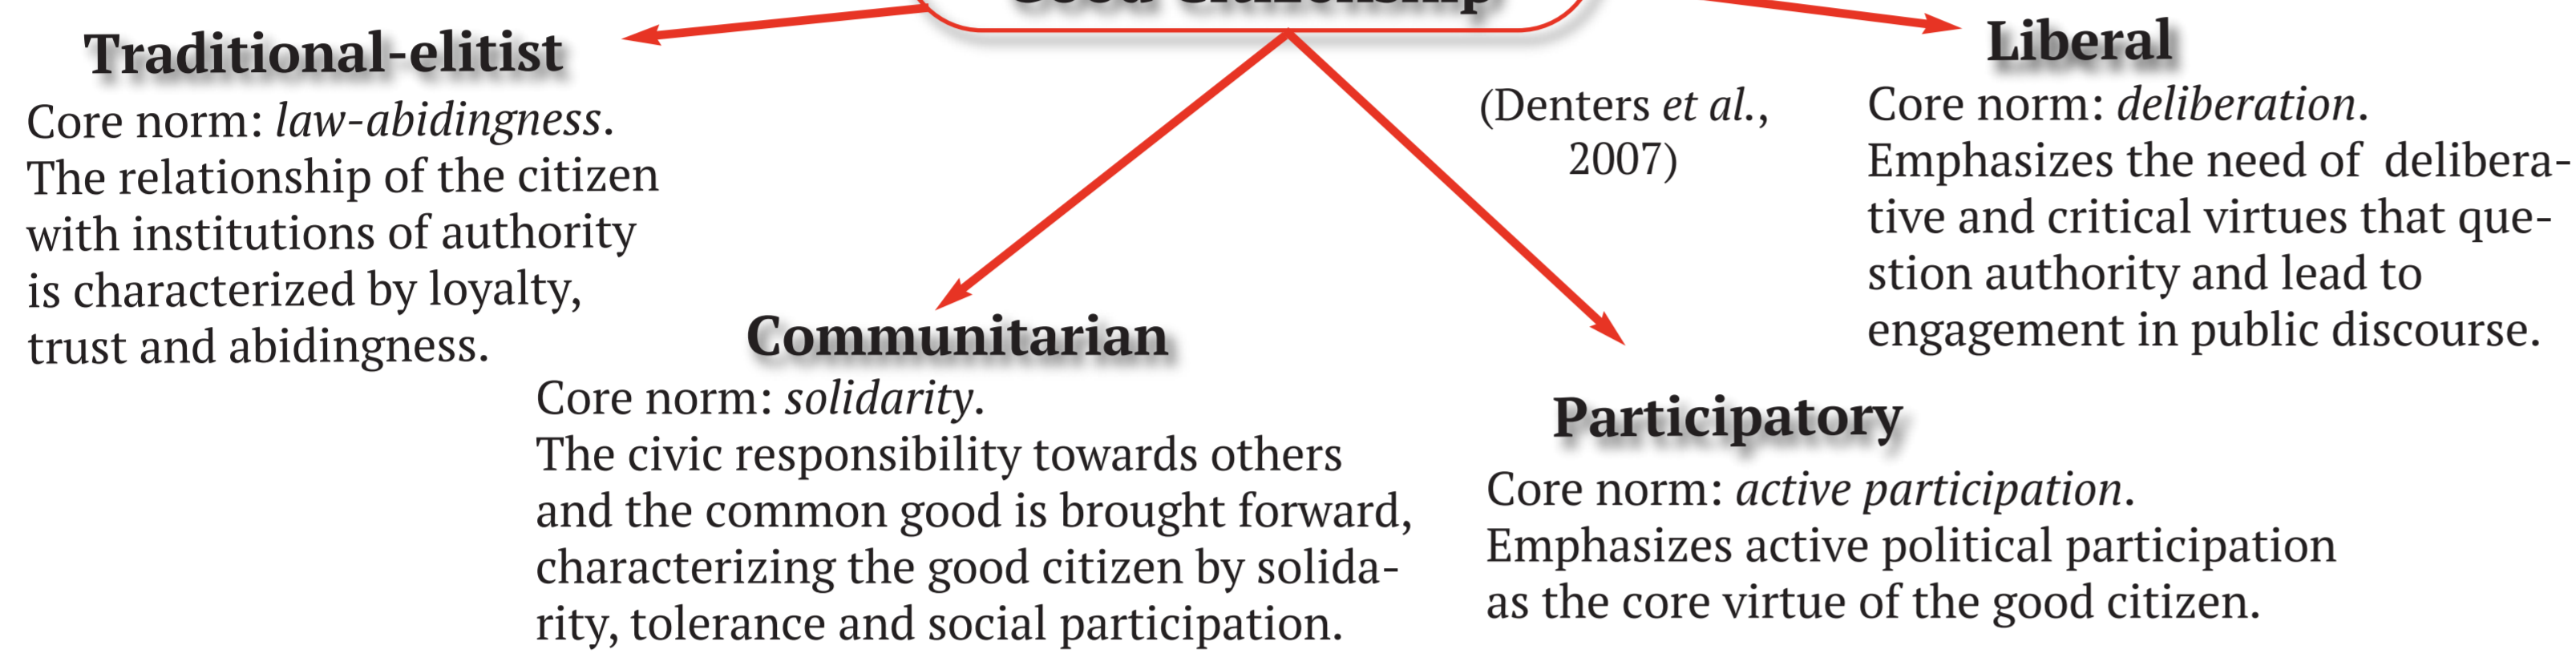 Good Citizenship
Traditional-elitist
Core norm: law-abidingness.
The relationship of the citizen
with institutions of authority
is characterized by loyalty,
trust and abidingness.
Communitarian
Core norm: solidarity.
The civic responsibility towards others
and the common good is brought forward,
characterizing the good citizen by solida-
rity, tolerance and social participation.
(Denters et al.,
2007)
Participatory
Core norm: active participation.
Emphasizes active political participation
as the core virtue of the good citizen.
Liberal
Core norm: deliberation.
Emphasizes the need of delibera-
tive and critical virtues that que-
stion authority and lead to
engagement in public discourse.